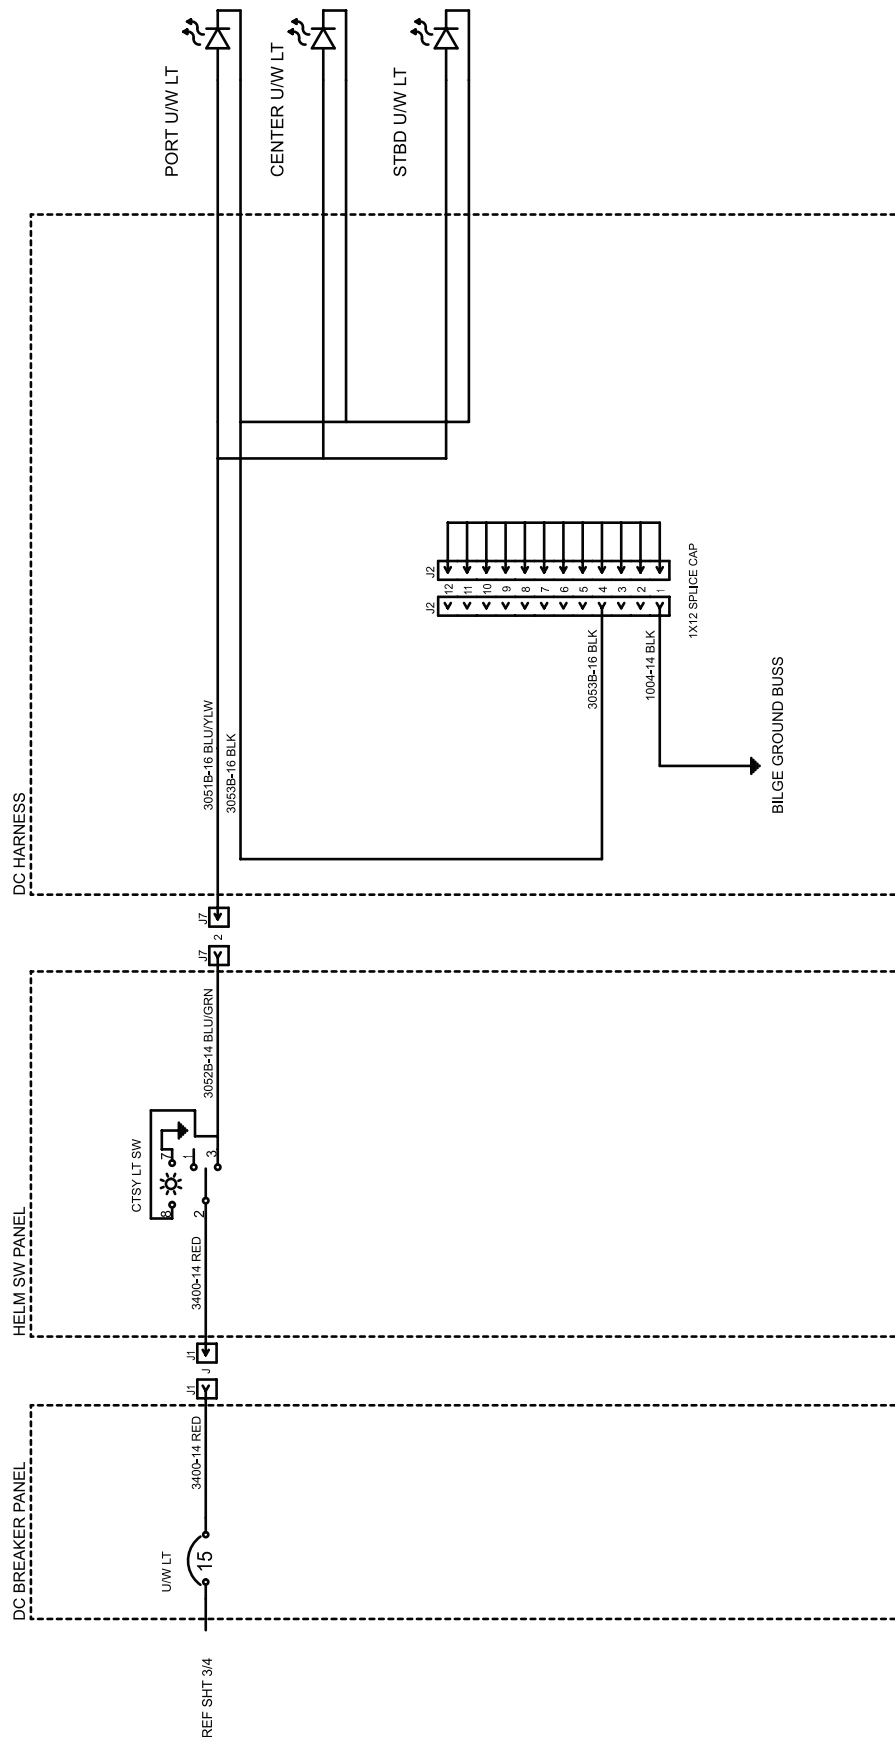 PORT U/W LT
CENTER U/W LT
STBD U/W LT
DC HARNESS
3051B-16 BLU/YLW
3053B-16 BLK
J2
J2
12
11
10
9
8
7
6
5
4
3
2
1
1X12 SPLICE CAP
3053B-16 BLK
1004-14 BLK
BILGE GROUND BUSS
J7
2
J7
HELM SW PANEL
3052B-14 BLU/GRN
CTSY LT SW
7
8
1
3
2
3400-14 RED
J1
J
J1
DC BREAKER PANEL
3400-14 RED
U/W LT
15
REF SHT 3/4